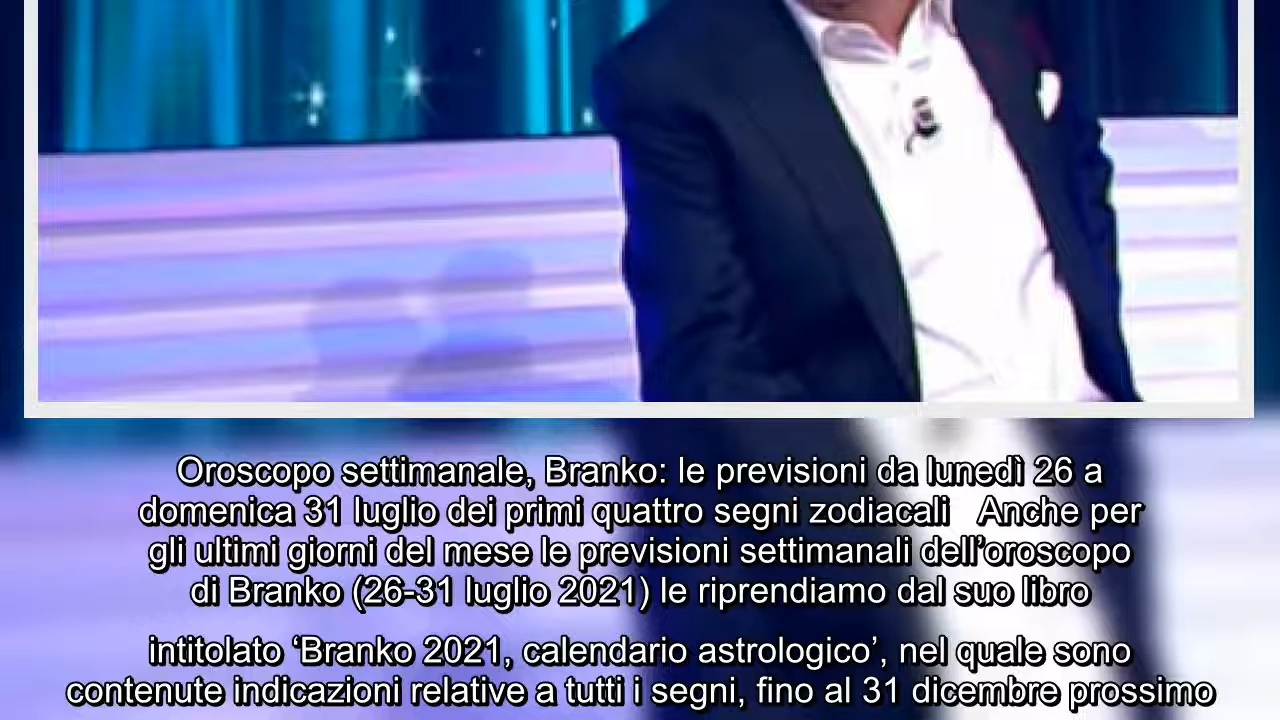 Oroscopo settimanale, Branko: le previsioni da lunedì 26 a
domenica 31 luglio dei primi quattro segni zodiacali   Anche per
gli ultimi giorni del mese le previsioni settimanali dell’oroscopo
di Branko (26-31 luglio 2021) le riprendiamo dal suo libro
intitolato ‘Branko 2021, calendario astrologico’, nel quale sono
contenute indicazioni relative a tutti i segni, fino al 31 dicembre prossimo